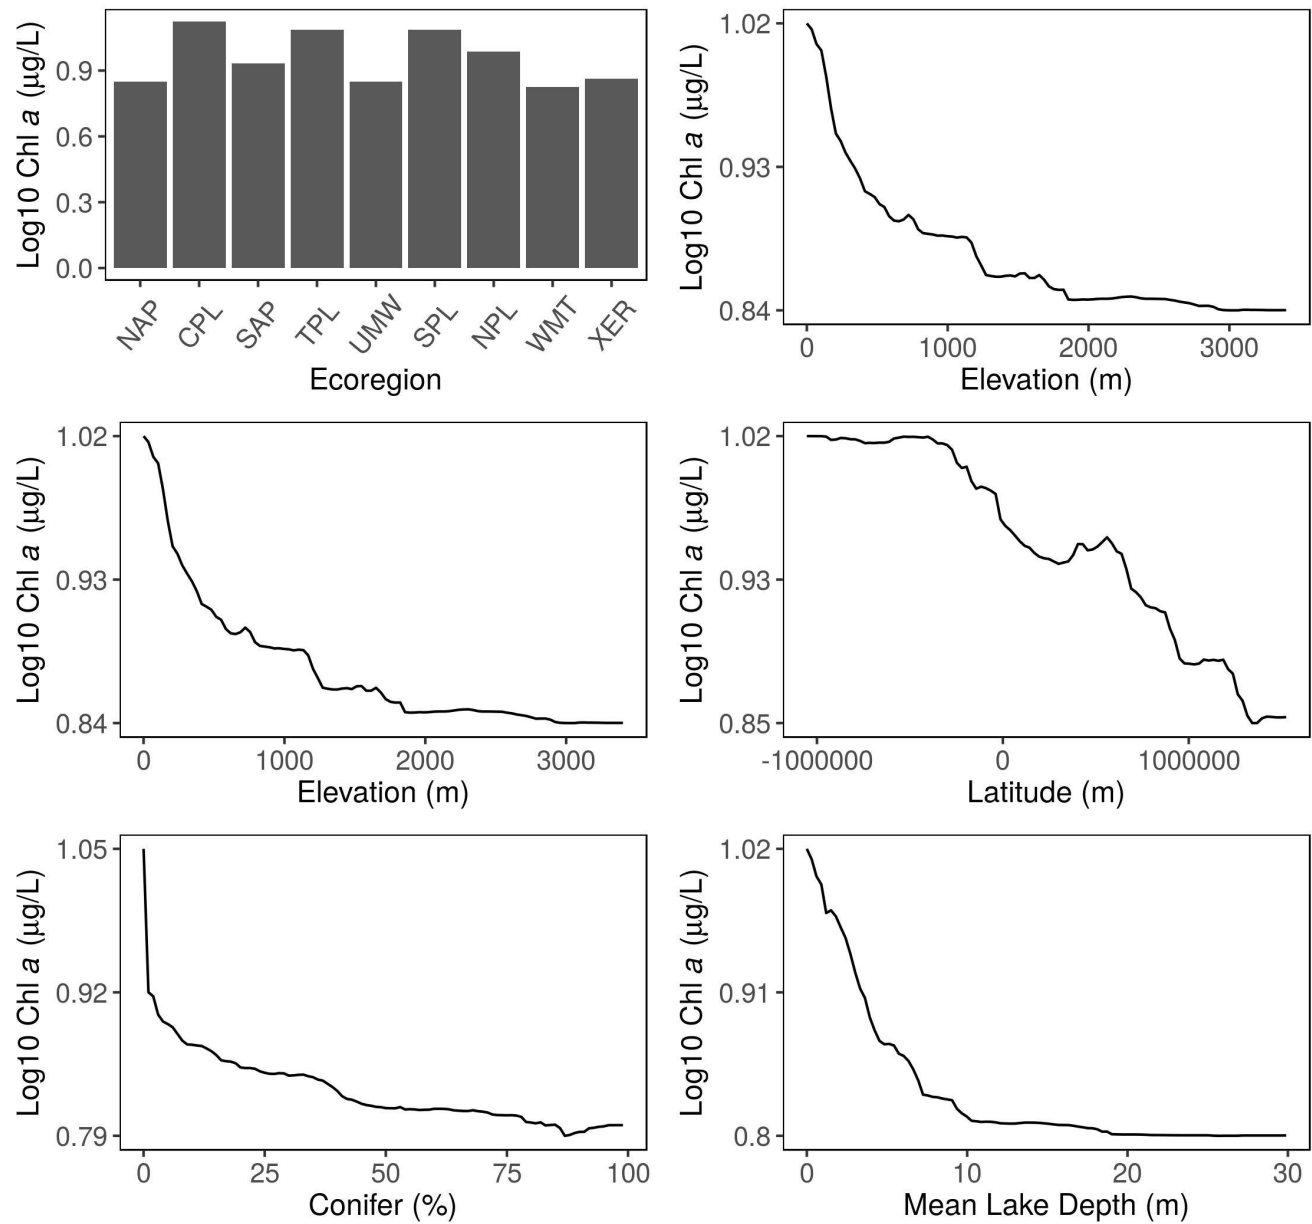 Log10 Chl a (µg/L)
0.9
0.6
0.3
0.0
NAP CPL SAP TPL UMW SPL NPL WMT XER
Ecoregion
Log10 Chl a (µg/L)
1.02
0.93
0.84
0 1000 2000 3000
Elevation (m)
Log10 Chl a (µg/L)
1.02
0.93
0.84
0 1000 2000 3000
Elevation (m)
Log10 Chl a (µg/L)
1.02
0.93
0.85
-1000000 0 1000000
Latitude (m)
Log10 Chl a (µg/L)
1.05
0.92
0.79
0 25 50 75 100
Conifer (%)
Log10 Chl a (µg/L)
1.02
0.91
0.8
0 10 20 30
Mean Lake Depth (m)